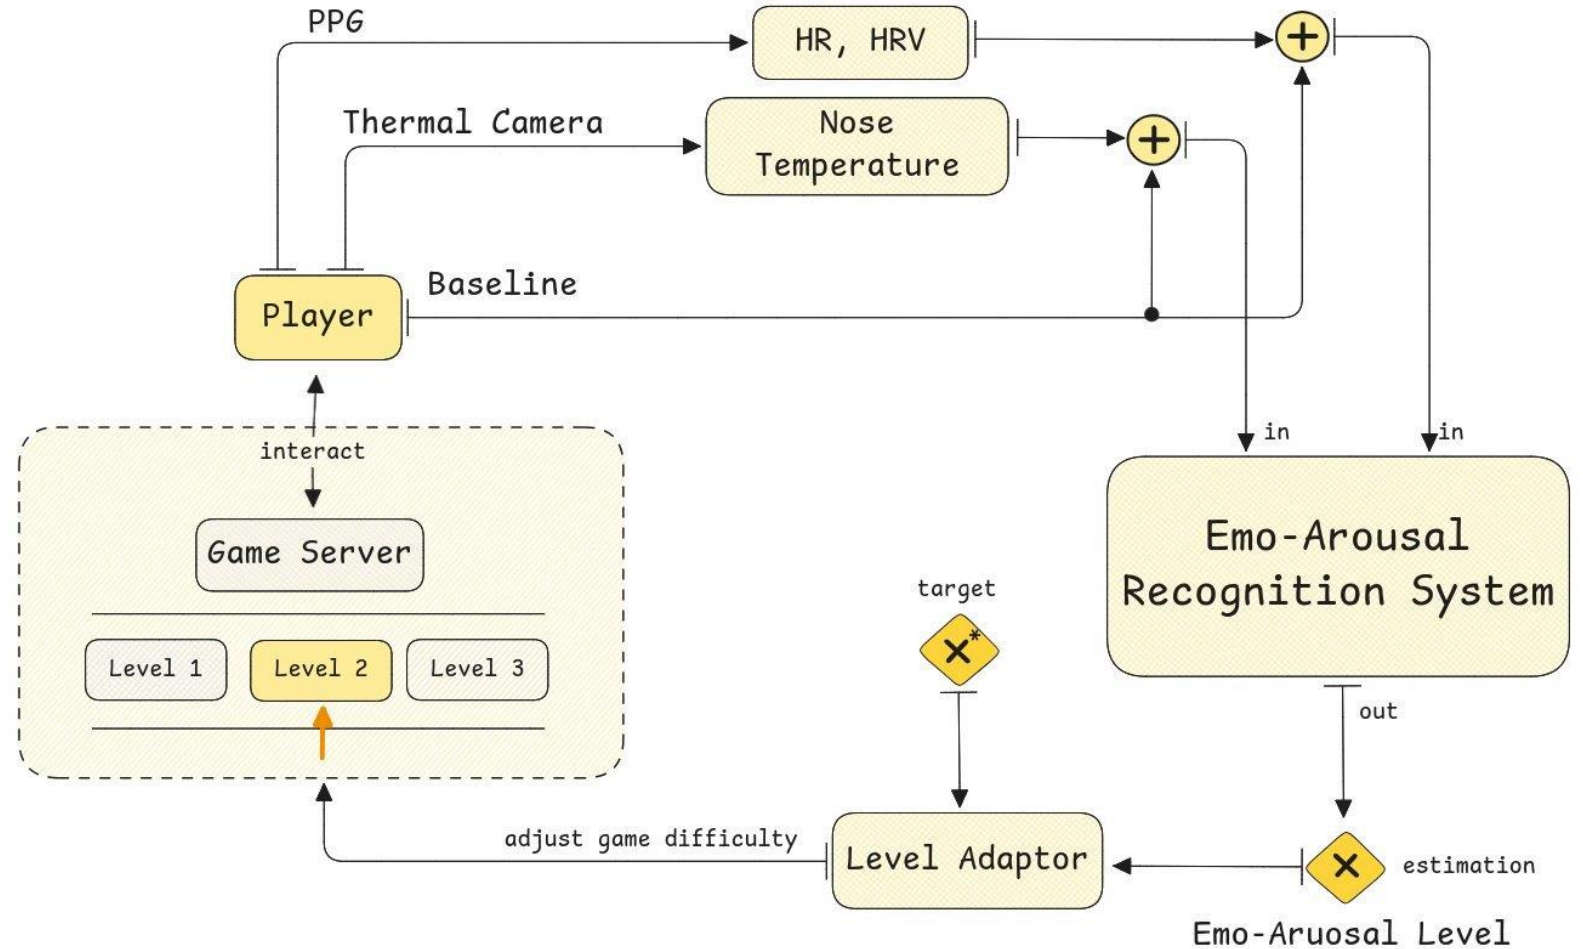 PPG
HR, HRV
+
Thermal Camera
Nose
Temperature
+
Baseline
Player
interact
in
in
Game Server
Emo-Arousal
Recognition System
target
×*
Level 1
Level 2
Level 3
out
adjust game difficulty
Level Adaptor
×
estimation
Emo-Aruosal Level